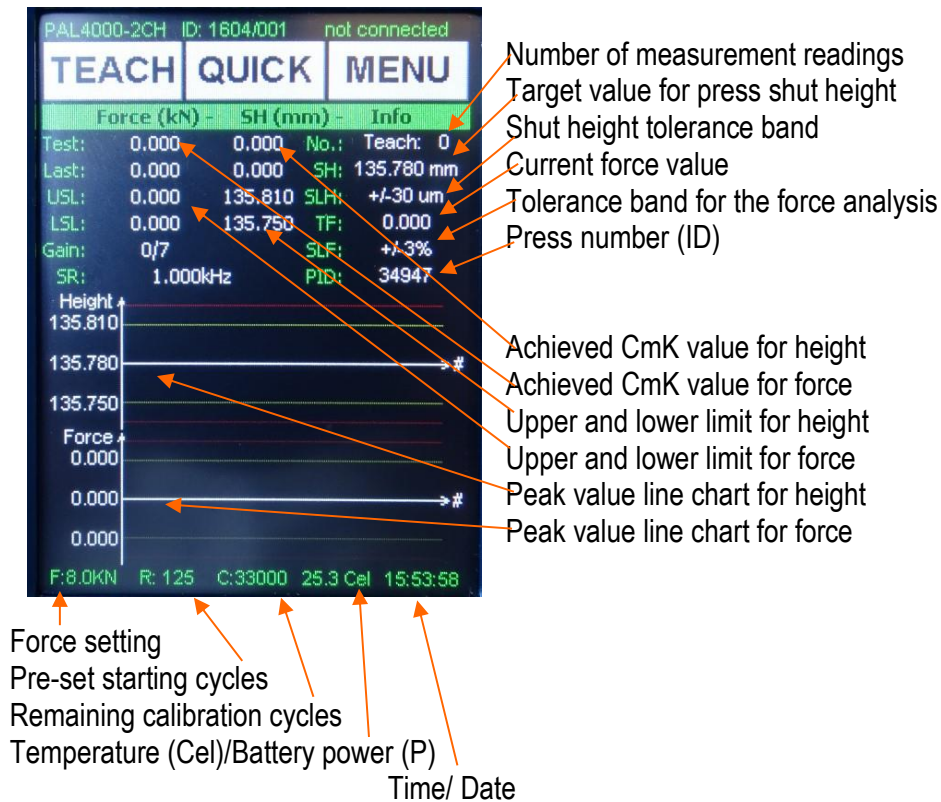 PAL4000-2CH ID: 1604/001 not connected
TEACH QUICK MENU
Force (kN) - SH (mm) - Info
Test: 0.000 0.000 No.: Teach: 0
Last: 0.000 0.000 SH: 135.780 mm
USL: 0.000 135.810 SLH: +/-30 um
LSL: 0.000 135.750 TF: 0.000
Gain: 0/7 SLF: +/-3%
SR: 1.000kHz PID: 34947
Height
135.810
135.780 #
135.750
Force
0.000
0.000 #
0.000
F:8.0KN R: 125 C:33000 25.3 Cel 15:53:58
Number of measurement readings
Target value for press shut height
Shut height tolerance band
Current force value
Tolerance band for the force analysis
Press number (ID)
Achieved CmK value for height
Achieved CmK value for force
Upper and lower limit for height
Upper and lower limit for force
Peak value line chart for height
Peak value line chart for force
Force setting
Pre-set starting cycles
Remaining calibration cycles
Temperature (Cel)/Battery power (P)
Time/ Date